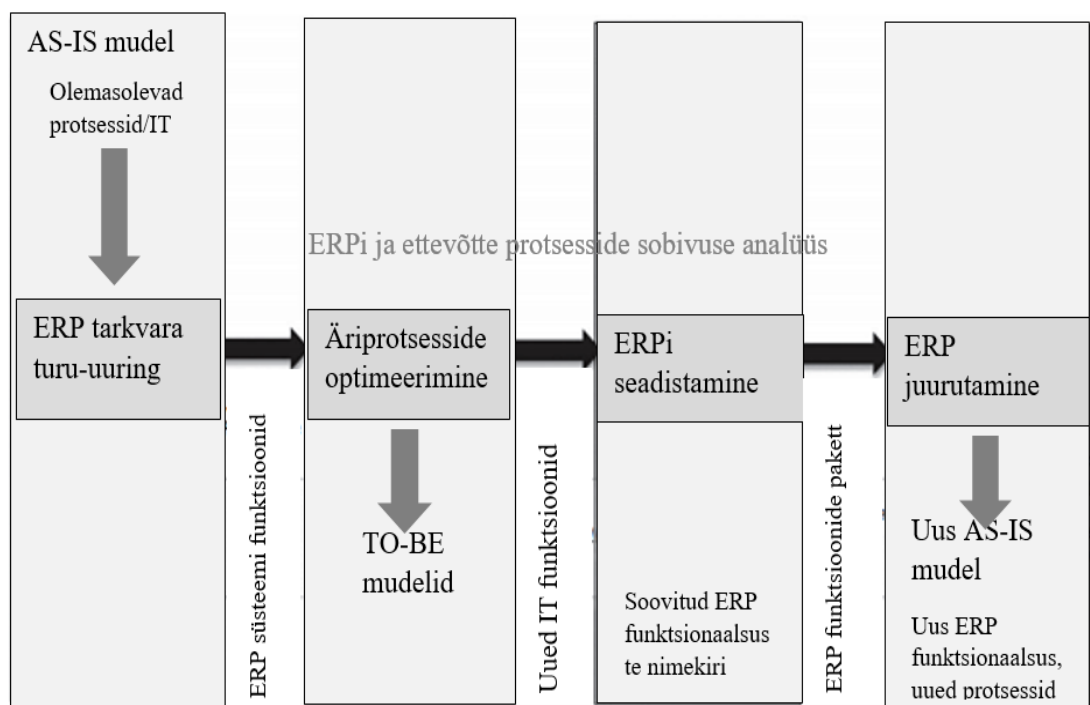 AS-IS mudel
Olemasolevad
protsessid/IT
ERPi ja ettevõtte protsesside sobivuse analüüs
ERP tarkvara
turu-uuring
ERP süsteemi funktsioonid
Äriprotsesside
optimeerimine
TO-BE
mudelid
Uued IT funktsioonid
ERPi
seadistamine
Soovitud ERP
funktsionaalsus
te nimekiri
ERP funktsioonide pakett
ERP
juurutamine
Uus AS-IS
mudel
Uus ERP
funktsionaalsus,
uued protsessid